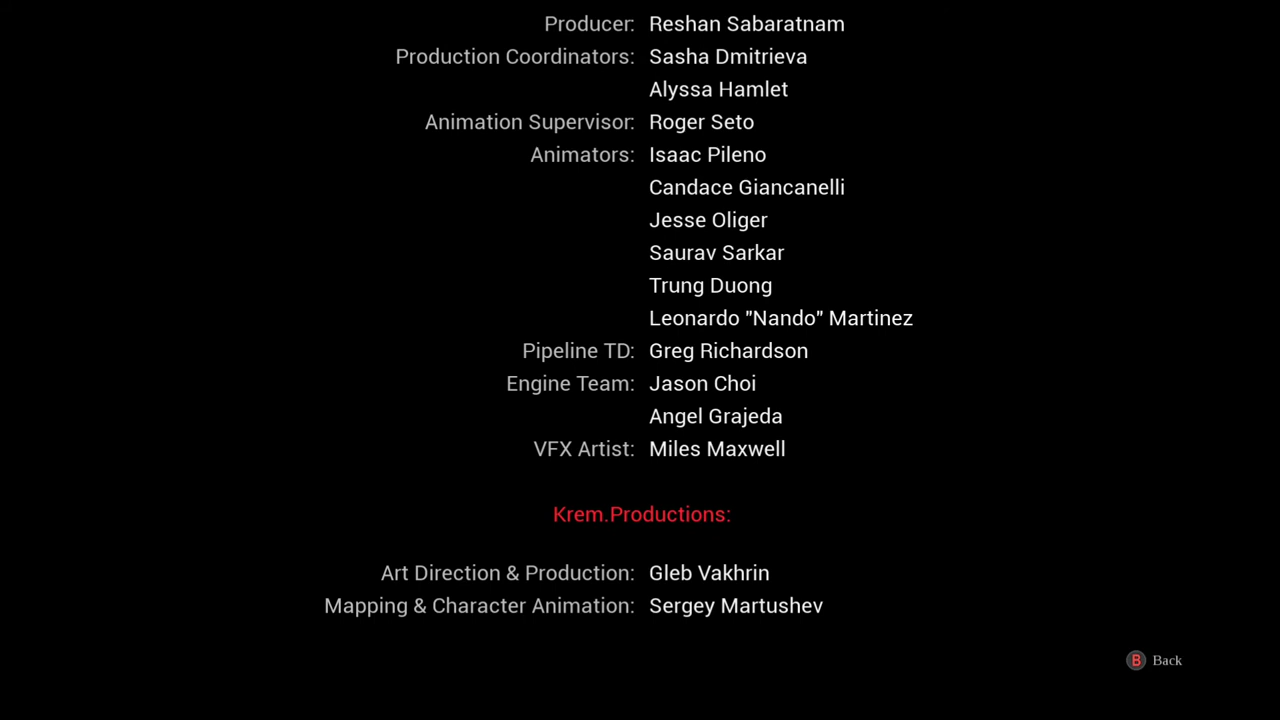 Producer: Reshan Sabaratnam
Production Coordinators: Sasha Dmitrieva
Alyssa Hamlet
Animation Supervisor: Roger Seto
Animators: Isaac Pileno
Candace Giancanelli
Jesse Oliger
Saurav Sarkar
Trung Duong
Leonardo "Nando" Martinez
Pipeline TD: Greg Richardson
Engine Team: Jason Choi
Angel Grajeda
VFX Artist: Miles Maxwell
Krem.Productions:
Art Direction & Production: Gleb Vakhrin
Mapping & Character Animation: Sergey Martushev
B Back